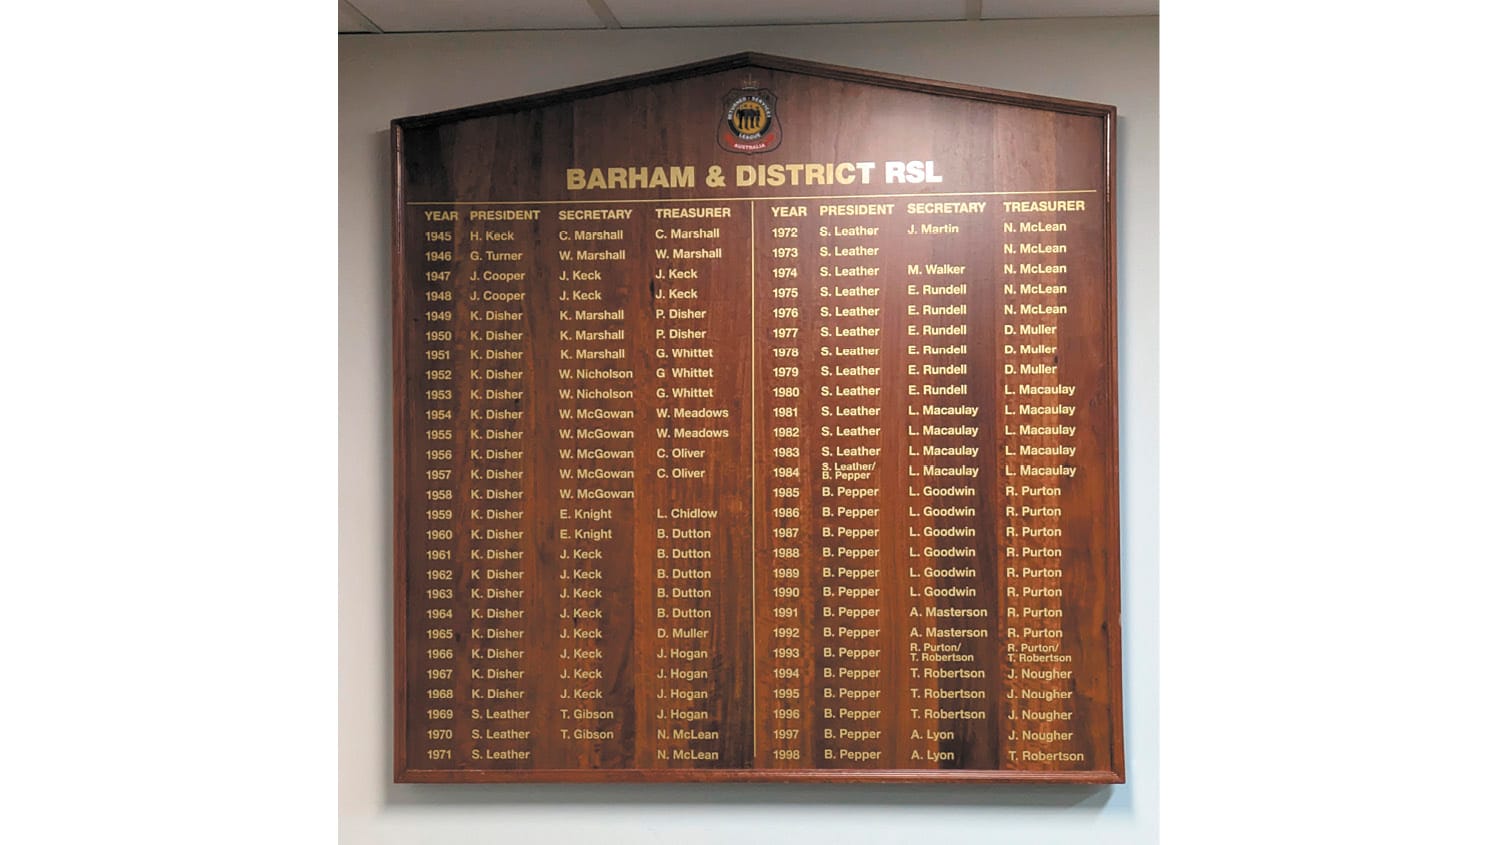 RETURNED & SERVICES
LEAGUE
AUSTRALIA
BARHAM & DISTRICT RSL
YEAR PRESIDENT SECRETARY TREASURER
1945 H. Keck C. Marshall C. Marshall
1946 G. Turner W. Marshall W. Marshall
1947 J. Cooper J. Keck J. Keck
1948 J. Cooper J. Keck J. Keck
1949 K. Disher K. Marshall P. Disher
1950 K. Disher K. Marshall P. Disher
1951 K. Disher K. Marshall G. Whittet
1952 K. Disher W. Nicholson G Whittet
1953 K. Disher W. Nicholson G. Whittet
1954 K. Disher W. McGowan W. Meadows
1955 K. Disher W. McGowan W. Meadows
1956 K. Disher W. McGowan C. Oliver
1957 K. Disher W. McGowan C. Oliver
1958 K. Disher W. McGowan
1959 K. Disher E. Knight L. Chidlow
1960 K. Disher E. Knight B. Dutton
1961 K. Disher J. Keck B. Dutton
1962 K Disher J. Keck B. Dutton
1963 K. Disher J. Keck B. Dutton
1964 K. Disher J. Keck B. Dutton
1965 K. Disher J. Keck D. Muller
1966 K. Disher J. Keck J. Hogan
1967 K. Disher J. Keck J. Hogan
1968 K. Disher J. Keck J. Hogan
1969 S. Leather T. Gibson J. Hogan
1970 S. Leather T. Gibson N. McLean
1971 S. Leather N. McLean
YEAR PRESIDENT SECRETARY TREASURER
1972 S. Leather J. Martin N. McLean
1973 S. Leather N. McLean
1974 S. Leather M. Walker N. McLean
1975 S. Leather E. Rundell N. McLean
1976 S. Leather E. Rundell N. McLean
1977 S. Leather E. Rundell D. Muller
1978 S. Leather E. Rundell D. Muller
1979 S. Leather E. Rundell D. Muller
1980 S. Leather E. Rundell L. Macaulay
1981 S. Leather L. Macaulay L. Macaulay
1982 S. Leather L. Macaulay L. Macaulay
1983 S. Leather L. Macaulay L. Macaulay
1984 S. Leather/ B. Pepper L. Macaulay L. Macaulay
1985 B. Pepper L. Goodwin R. Purton
1986 B. Pepper L. Goodwin R. Purton
1987 B. Pepper L. Goodwin R. Purton
1988 B. Pepper L. Goodwin R. Purton
1989 B. Pepper L. Goodwin R. Purton
1990 B. Pepper L. Goodwin R. Purton
1991 B. Pepper A. Masterson R. Purton
1992 B. Pepper A. Masterson R. Purton
1993 B. Pepper R. Purton/ T. Robertson R. Purton/ T. Robertson
1994 B. Pepper T. Robertson J. Nougher
1995 B. Pepper T. Robertson J. Nougher
1996 B. Pepper T. Robertson J. Nougher
1997 B. Pepper A. Lyon J. Nougher
1998 B. Pepper A. Lyon T. Robertson